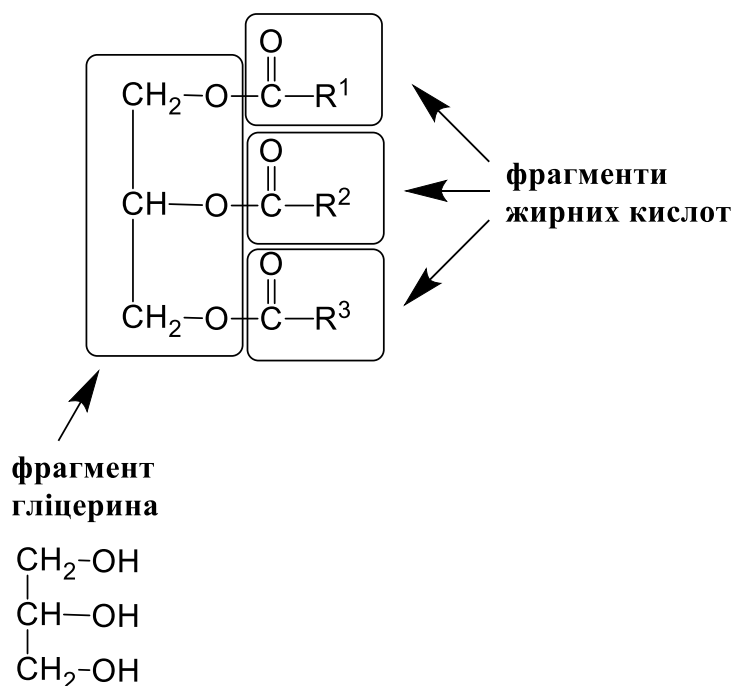 O
CH₂—O—C—R¹
O
CH—O—C—R²
O
CH₂—O—C—R³
фрагменти
жирних кислот
фрагмент
гліцерина
CH₂-OH
CH—OH
CH₂-OH